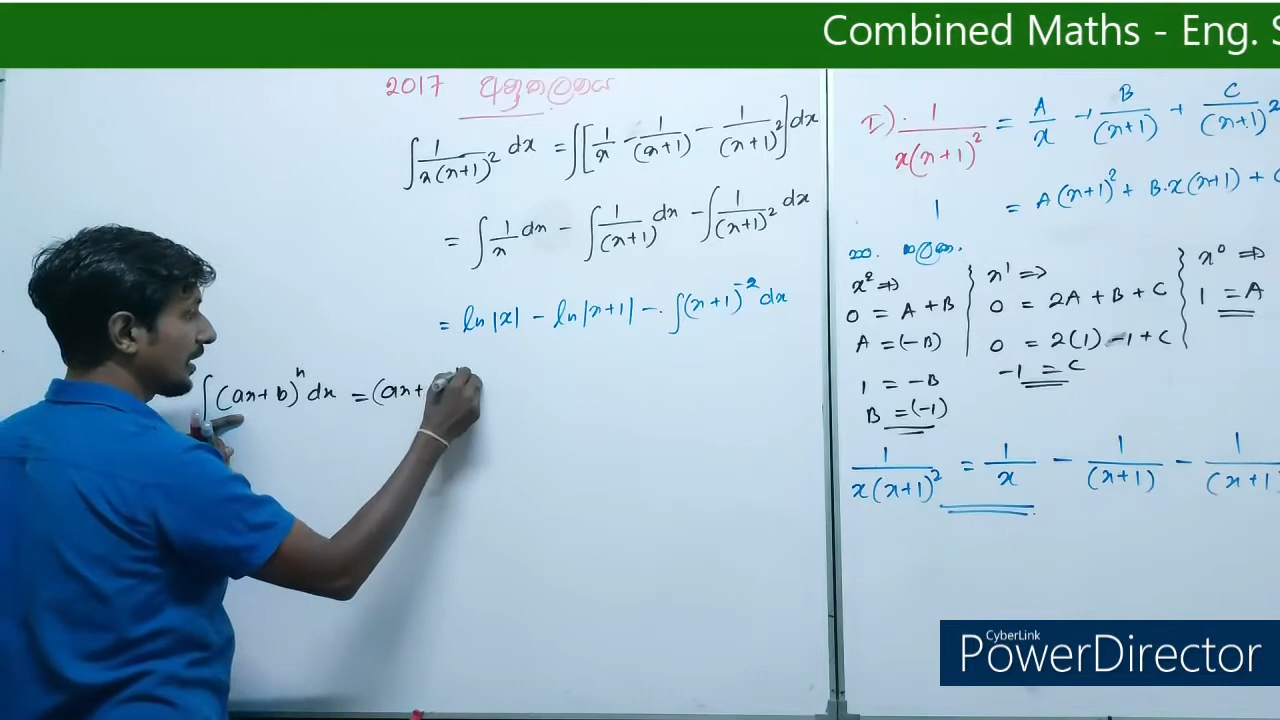 Combined Maths - Eng. S
2017 අනුකලනය
∫ 1/x(x+1)² dx = ∫[1/x - 1/(x+1) - 1/(x+1)²] dx
= ∫ 1/x dx - ∫ 1/(x+1) dx - ∫ 1/(x+1)² dx
= ln|x| - ln|x+1| - ∫(x+1)⁻² dx
∫(ax+b)ⁿ dx = (ax+
I). 1/x(x+1)² = A/x + B/(x+1) + C/(x+1)²
1 = A(x+1)² + B.x(x+1) + C
x² ⇒
0 = A + B
A = (-B)
1 = -B
B = (-1)
x¹ ⇒
0 = 2A + B + C
0 = 2(1) -1 + C
-1 = C
x⁰ ⇒
1 = A
1/x(x+1)² = 1/x - 1/(x+1) - 1/(x+1)
CyberLink
PowerDirector